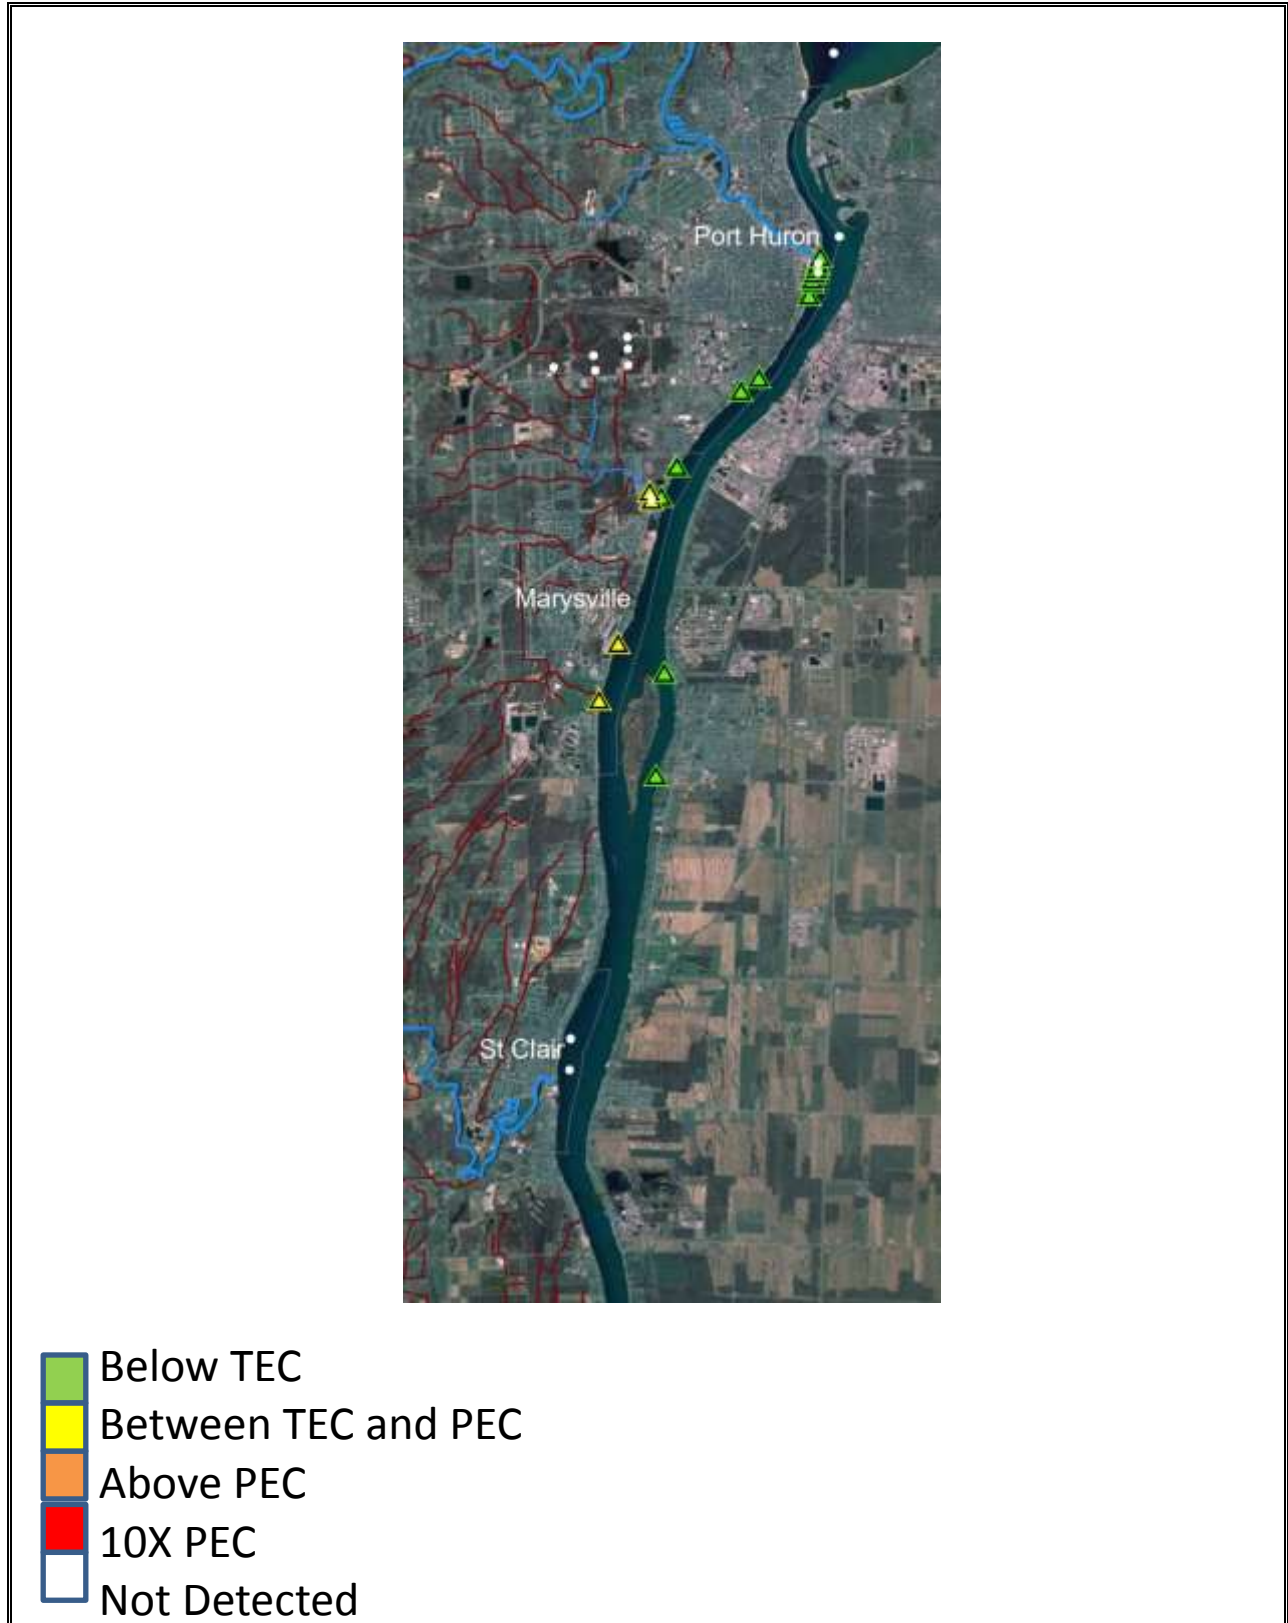 Port Huron
Marysville
St Clair
Below TEC
Between TEC and PEC
Above PEC
10X PEC
Not Detected